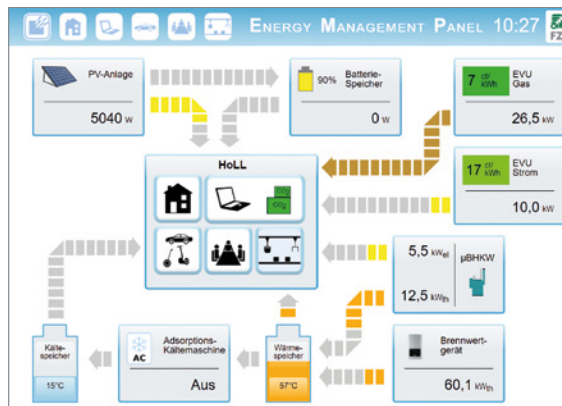 ENERGY MANAGEMENT PANEL 10:27
FZI
PV-Anlage
5040 W
90%
Batterie-
Speicher
0 W
7 ct/
kWh
EVU
Gas
26,5 kW
HoLL
CO2
CO2
17 ct/
kWh
EVU
Strom
10,0 kW
5,5 kWel
µBHKW
12,5 kWth
Kälte-
speicher
15°C
AC
Adsorptions-
Kältemaschine
Aus
Wärme-
speicher
57°C
Brennwert-
gerät
60,1 kWth